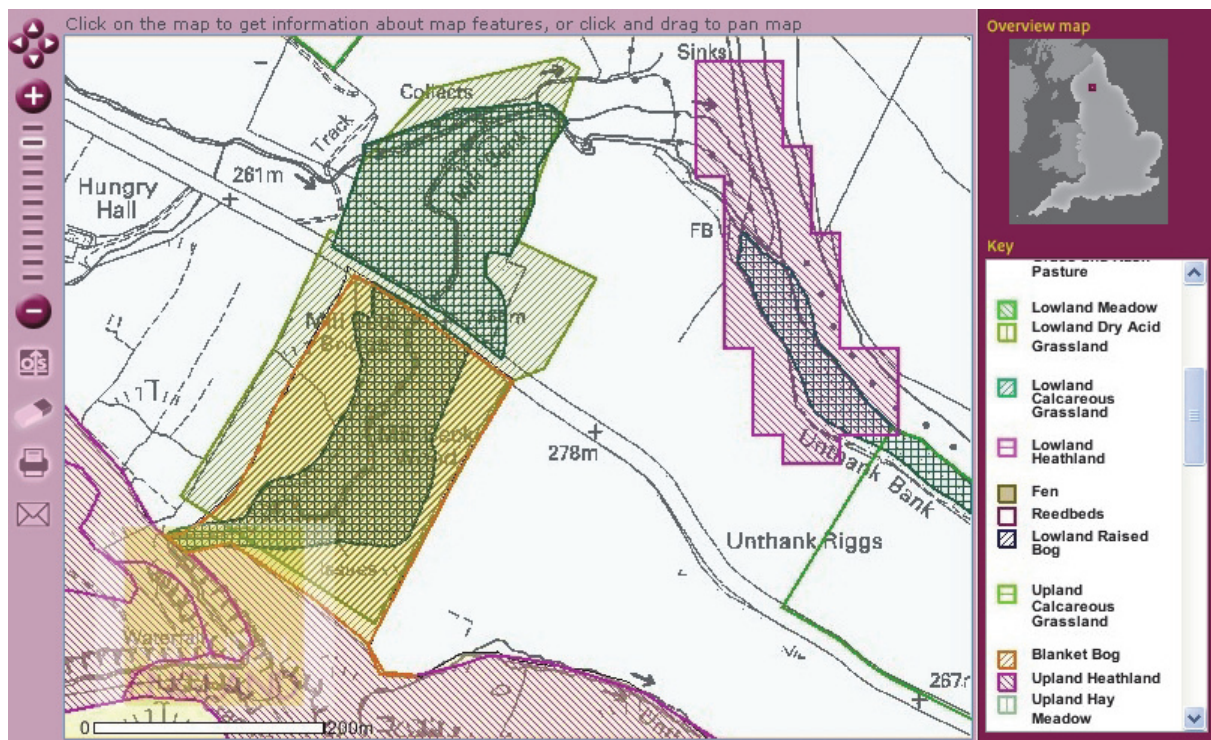 Click on the map to get information about map features, or click and drag to pan map
Overview map
Sinks
Collects
Track
261m
Hungry
Hall
FB
Key
Pasture
Lowland Meadow
Lowland Dry Acid
Grassland
Lowland
Calcareous
Grassland
Lowland
Heathland
Fen
Reedbeds
Lowland Raised
Bog
Upland
Calcareous
Grassland
Blanket Bog
Upland Heathland
Upland Hay
Meadow
278m
Unthank Bank
Unthank Riggs
Issues
Waterfall
0
200m